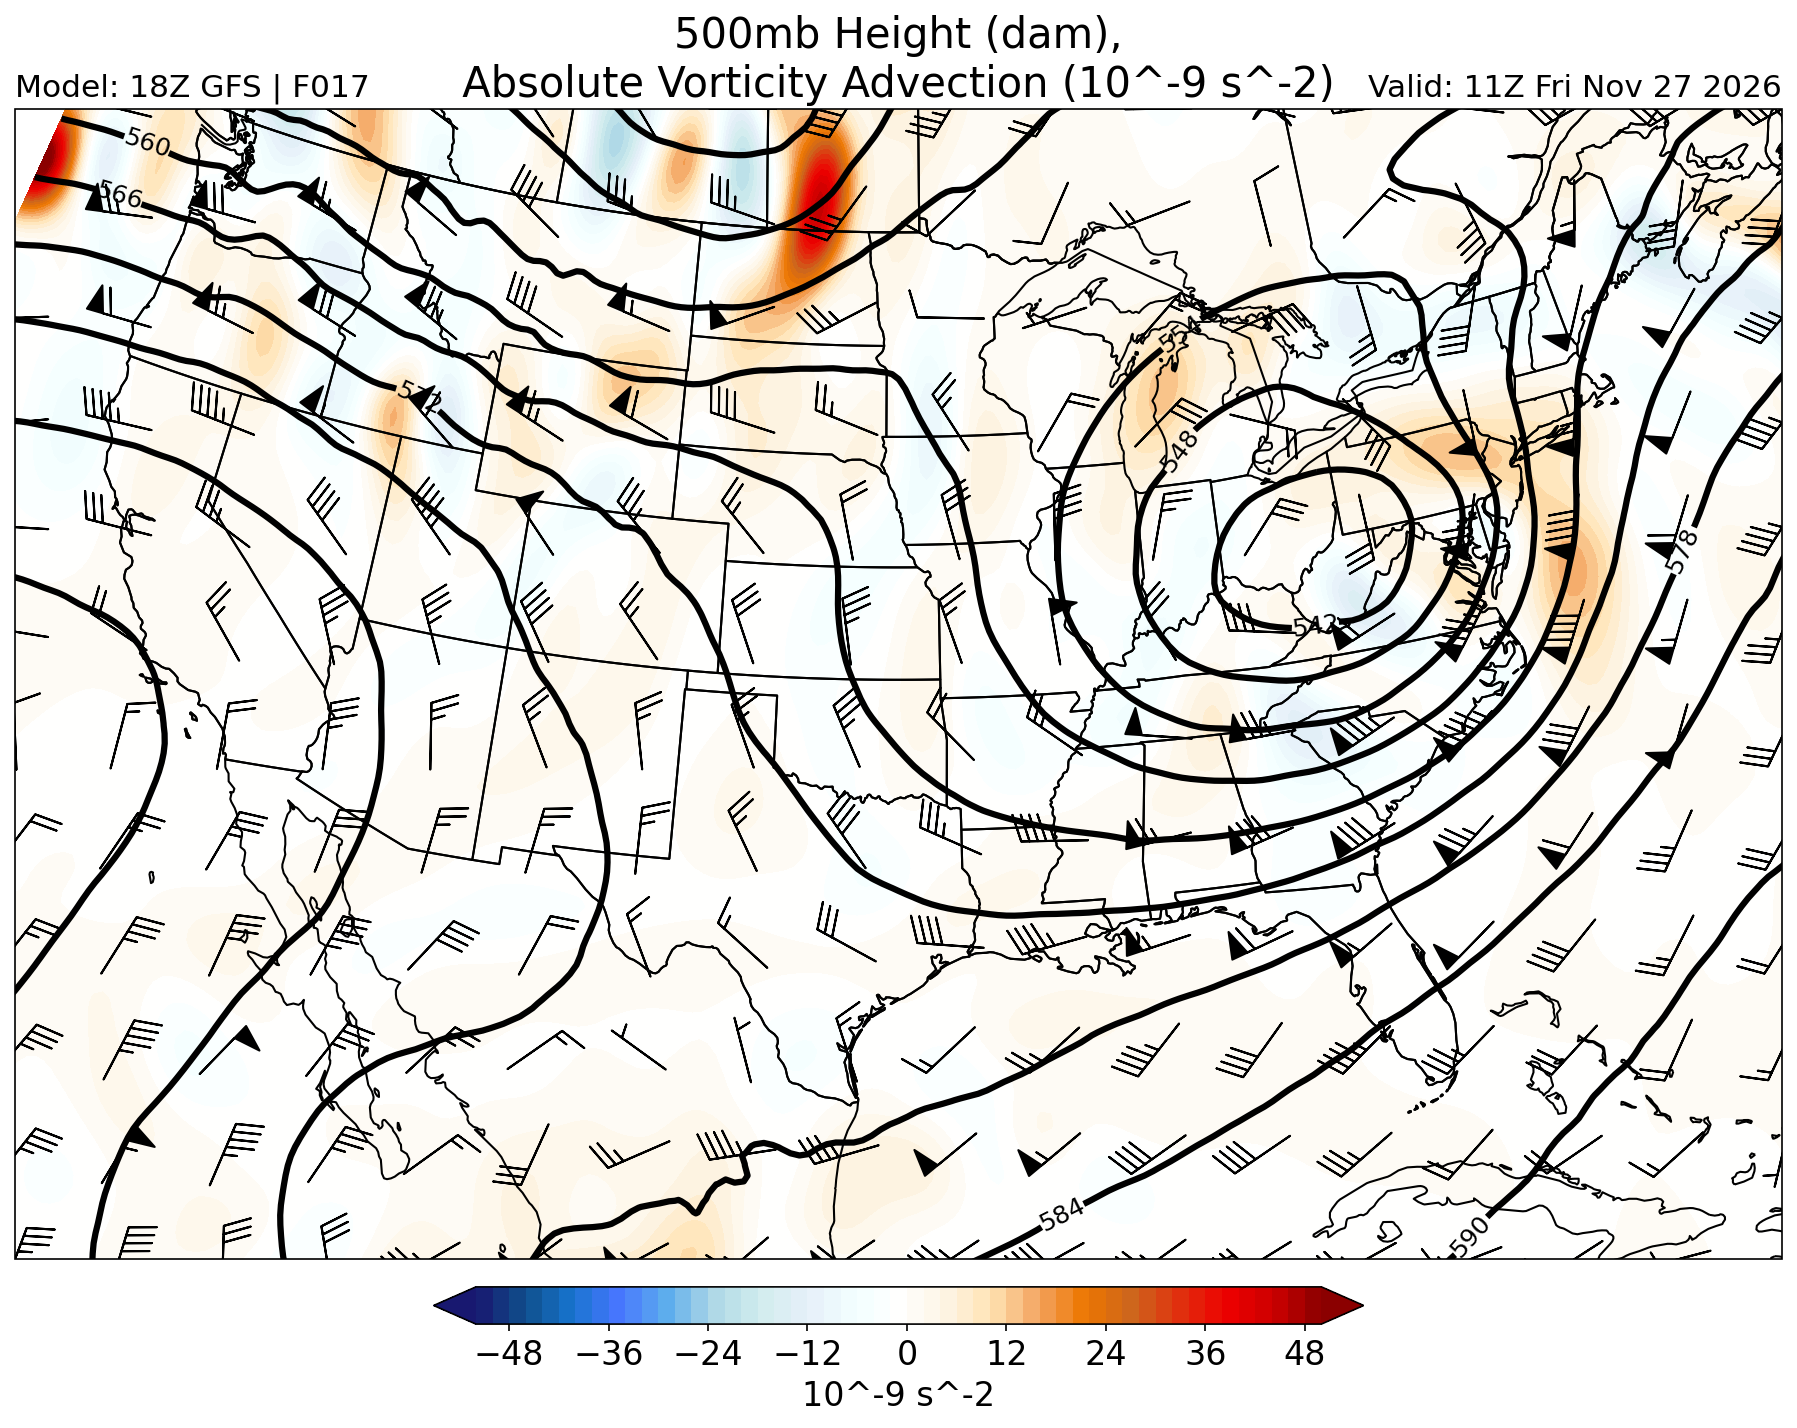 500mb Height (dam),
Model: 18Z GFS | F017
Absolute Vorticity Advection (10^-9 s^-2)
Valid: 11Z Fri Nov 27 2026
560
566
572
554
548
542
578
584
590
−48 −36 −24 −12 0 12 24 36 48
10^-9 s^-2